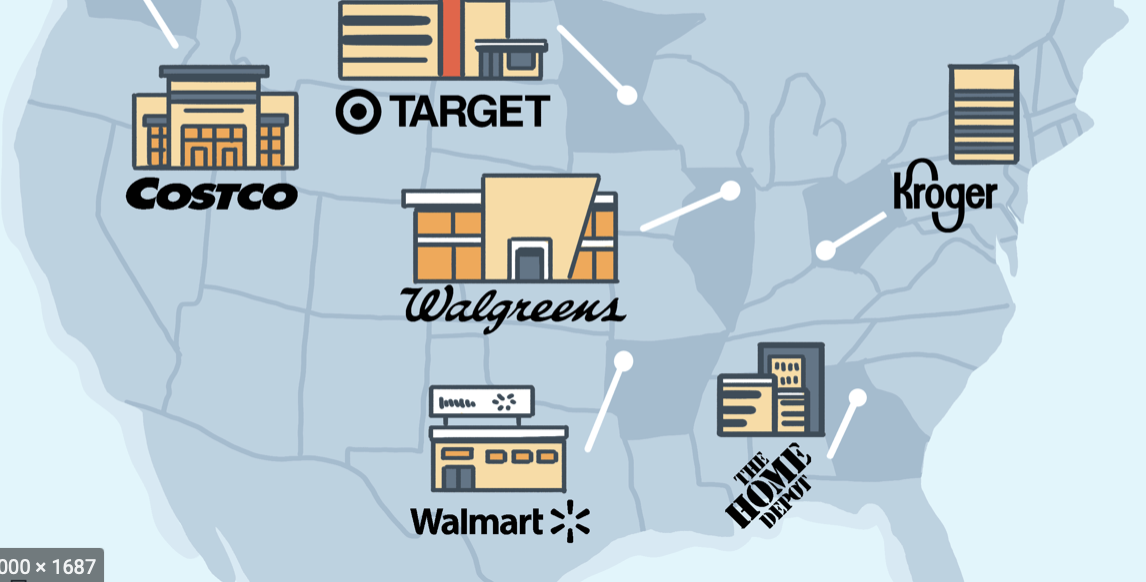 TARGET
COSTCO
Kroger
Walgreens
Walmart
THE
HOME
DEPOT
000 × 1687